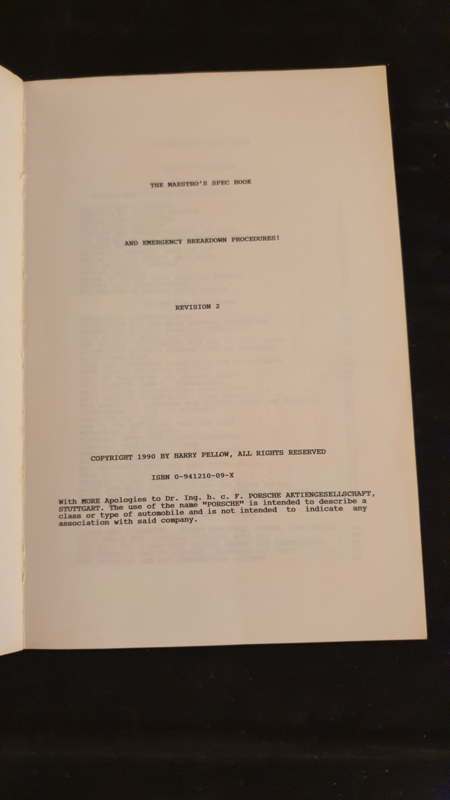 THE MAESTRO'S SPEC BOOK
AND EMERGENCY BREAKDOWN PROCEDURES!
REVISION 2
COPYRIGHT 1990 BY HARRY PELLOW, ALL RIGHTS RESERVED
ISBN 0-941210-09-X
With MORE Apologies to Dr. Ing. h. c. F. PORSCHE AKTIENGESELLSCHAFT,
STUTTGART. The use of the name "PORSCHE" is intended to describe a
class or type of automobile and is not intended to indicate any
association with said company.